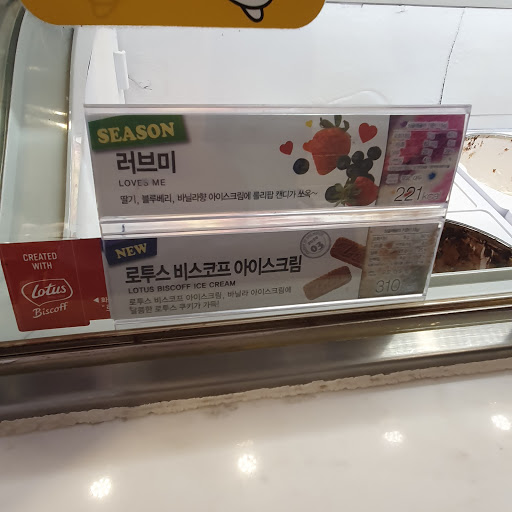 SEASON
러브미
LOVE's ME
딸기, 블루베리, 바닐라향 아이스크림에 롤리팝 캔디가 쏘옥~
221
NEW
로투스 비스코프 아이스크림
LOTUS BISCOFF ICE CREAM
로투스 비스코프 아이스크림, 바닐라 아이스크림에
달콤한 로투스 쿠키가 가득!
03
310
CREATED
WITH
Lotus
Biscoff